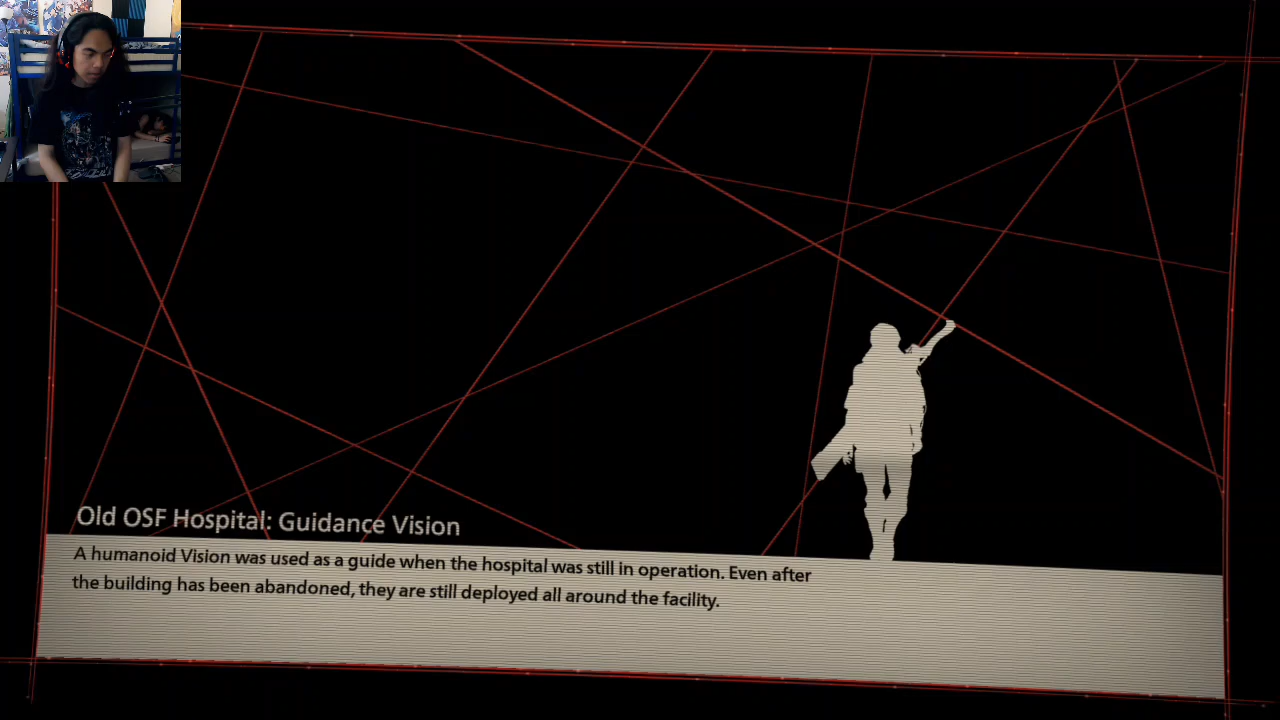 Old OSF Hospital: Guidance Vision
A humanoid Vision was used as a guide when the hospital was still in operation. Even after
the building has been abandoned, they are still deployed all around the facility.